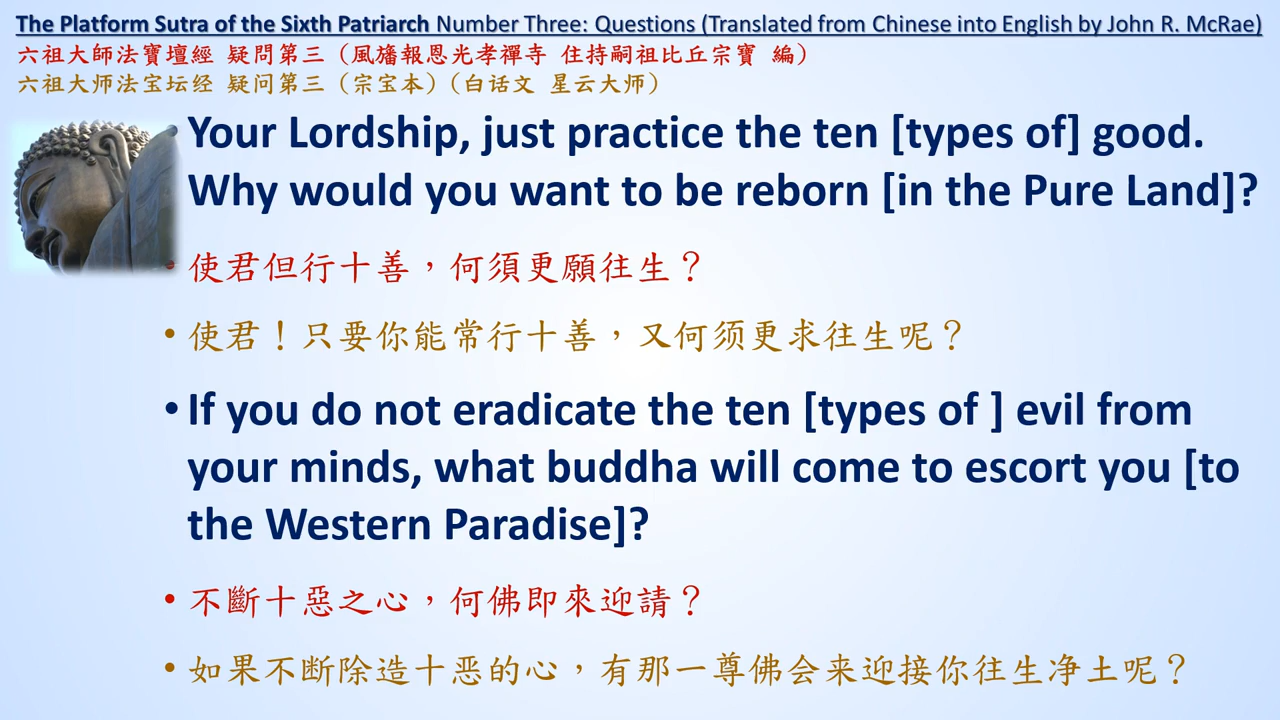 The Platform Sutra of the Sixth Patriarch Number Three: Questions (Translated from Chinese into English by John R. McRae)
六祖大師法寶壇經 疑問第三（風旛報恩光孝禪寺 住持嗣祖比丘宗寶 編）
六祖大师法宝坛经 疑问第三（宗宝本）（白话文 星云大师）
• Your Lordship, just practice the ten [types of] good.
Why would you want to be reborn [in the Pure Land]?
• 使君但行十善，何須更願往生？
• 使君！只要你能常行十善，又何须更求往生呢？
• If you do not eradicate the ten [types of ] evil from
your minds, what buddha will come to escort you [to
the Western Paradise]?
• 不斷十惡之心，何佛即來迎請？
• 如果不断除造十恶的心，有那一尊佛会来迎接你往生净土呢？